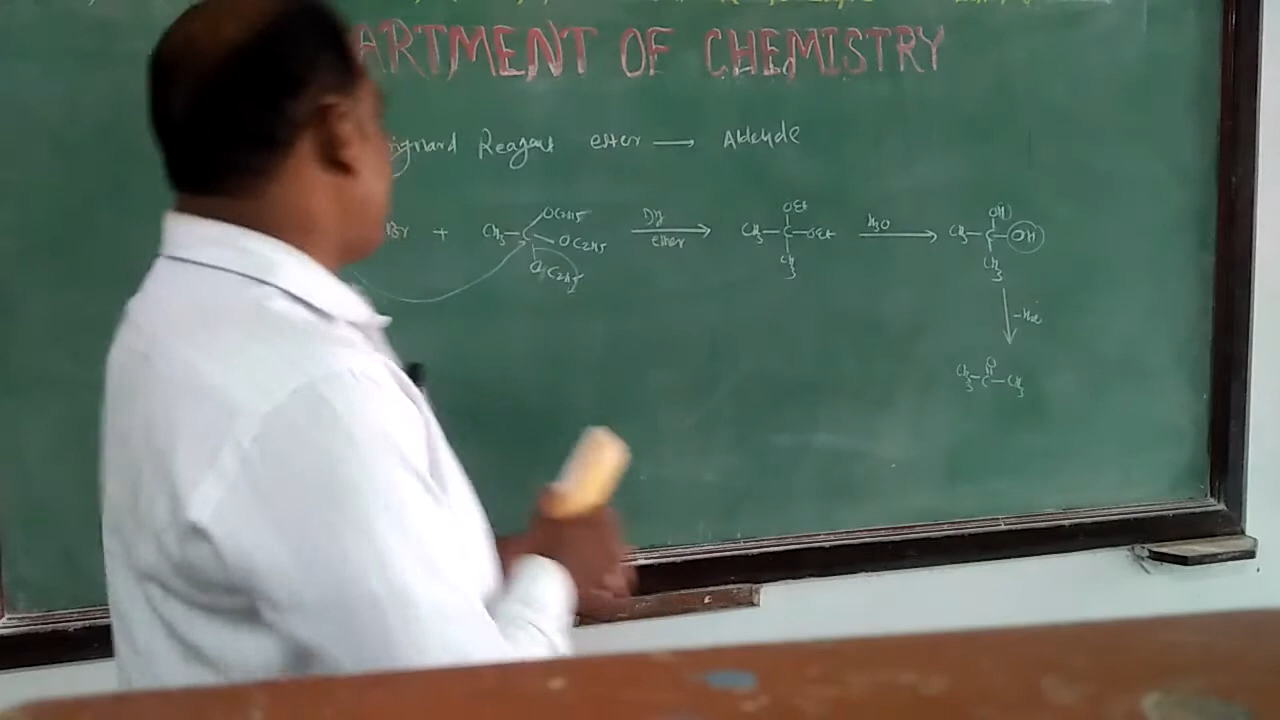 ARTMENT OF CHEMISTRY
ignard Reagent ester → Aldehyde
Br + CH3-C OC2H5 OC2H5 OC2H5 Dry ether → CH3-C-OEt OEt CH3 H2O → CH3-C-OH OH CH3
CH3-C-CH3 O